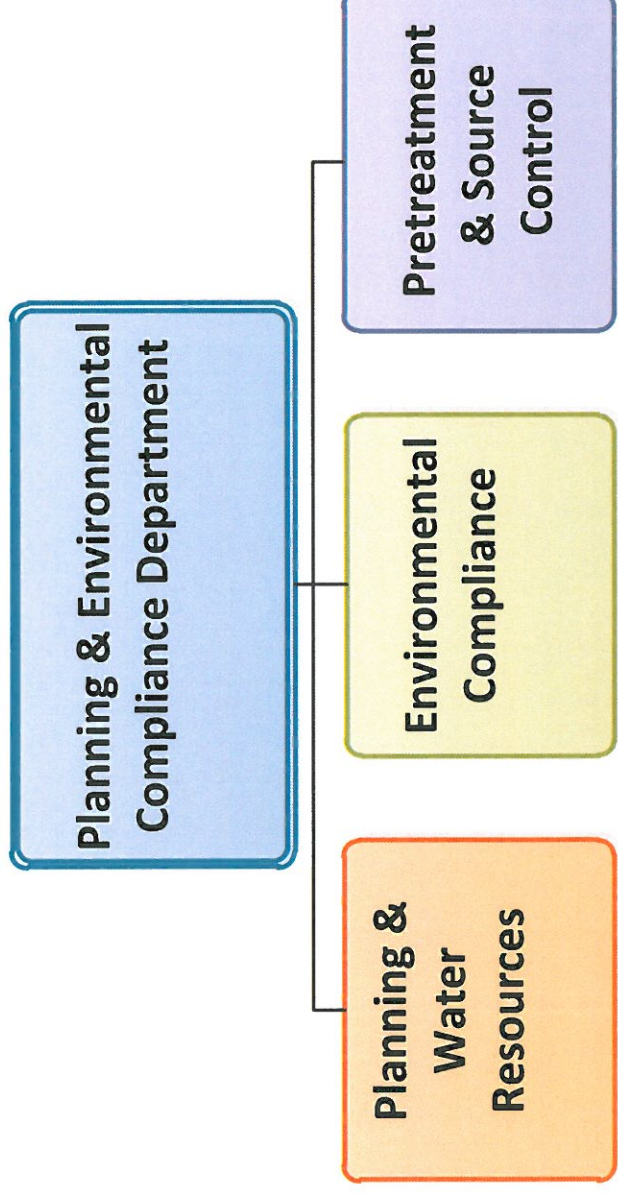 Planning & Environmental
Compliance Department
Planning &
Water
Resources
Environmental
Compliance
Pretreatment
& Source
Control